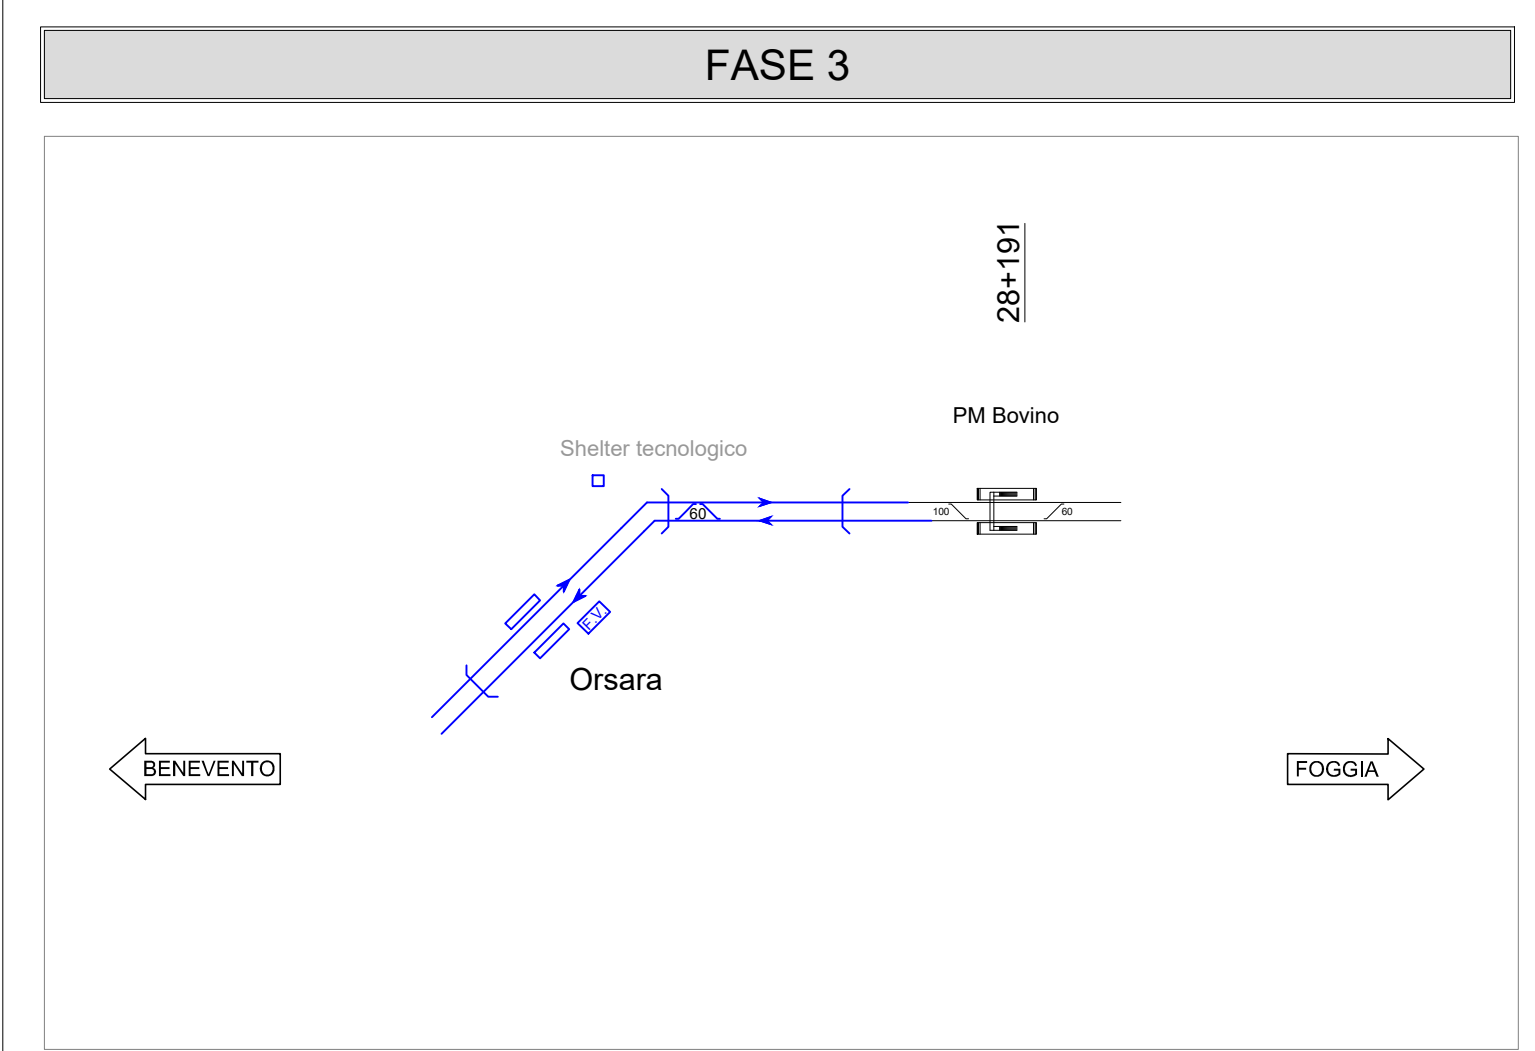 FASE 3
28+191
PM Bovino
Shelter tecnologico
60
100
60
F.V.
Orsara
BENEVENTO
FOGGIA